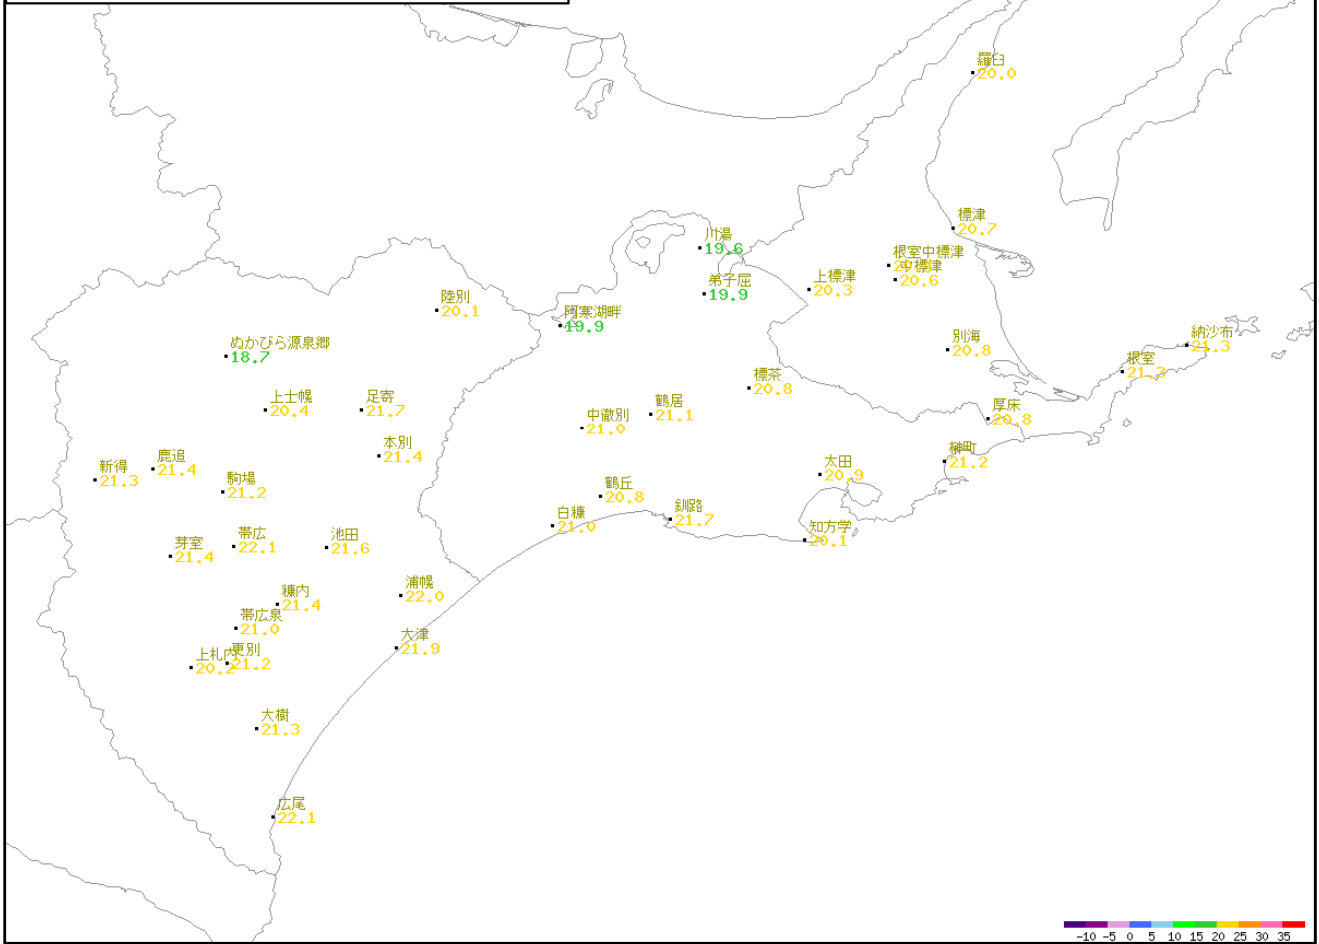 羅臼
20.0
標津
20.7
川湯
19.6
根室中標津
中標津
20.6
弟子屈
19.9
上標津
20.3
陸別
20.1
阿寒湖畔
19.9
ぬかびら源泉郷
18.7
別海
20.8
納沙布
21.3
根室
21.3
標茶
20.8
上士幌
20.4
足寄
21.7
鶴居
21.1
中徹別
21.0
厚床
20.8
本別
21.4
榊町
21.2
鹿追
21.4
新得
21.3
太田
20.9
駒場
21.2
鶴丘
20.8
白糠
21.0
釧路
21.7
知方学
20.1
帯広
22.1
池田
21.6
芽室
21.4
浦幌
22.0
糠内
21.4
帯広泉
21.0
大津
21.9
更別
21.2
上札内
20.2
大樹
21.3
広尾
22.1
-10 -5 0 5 10 15 20 25 30 35